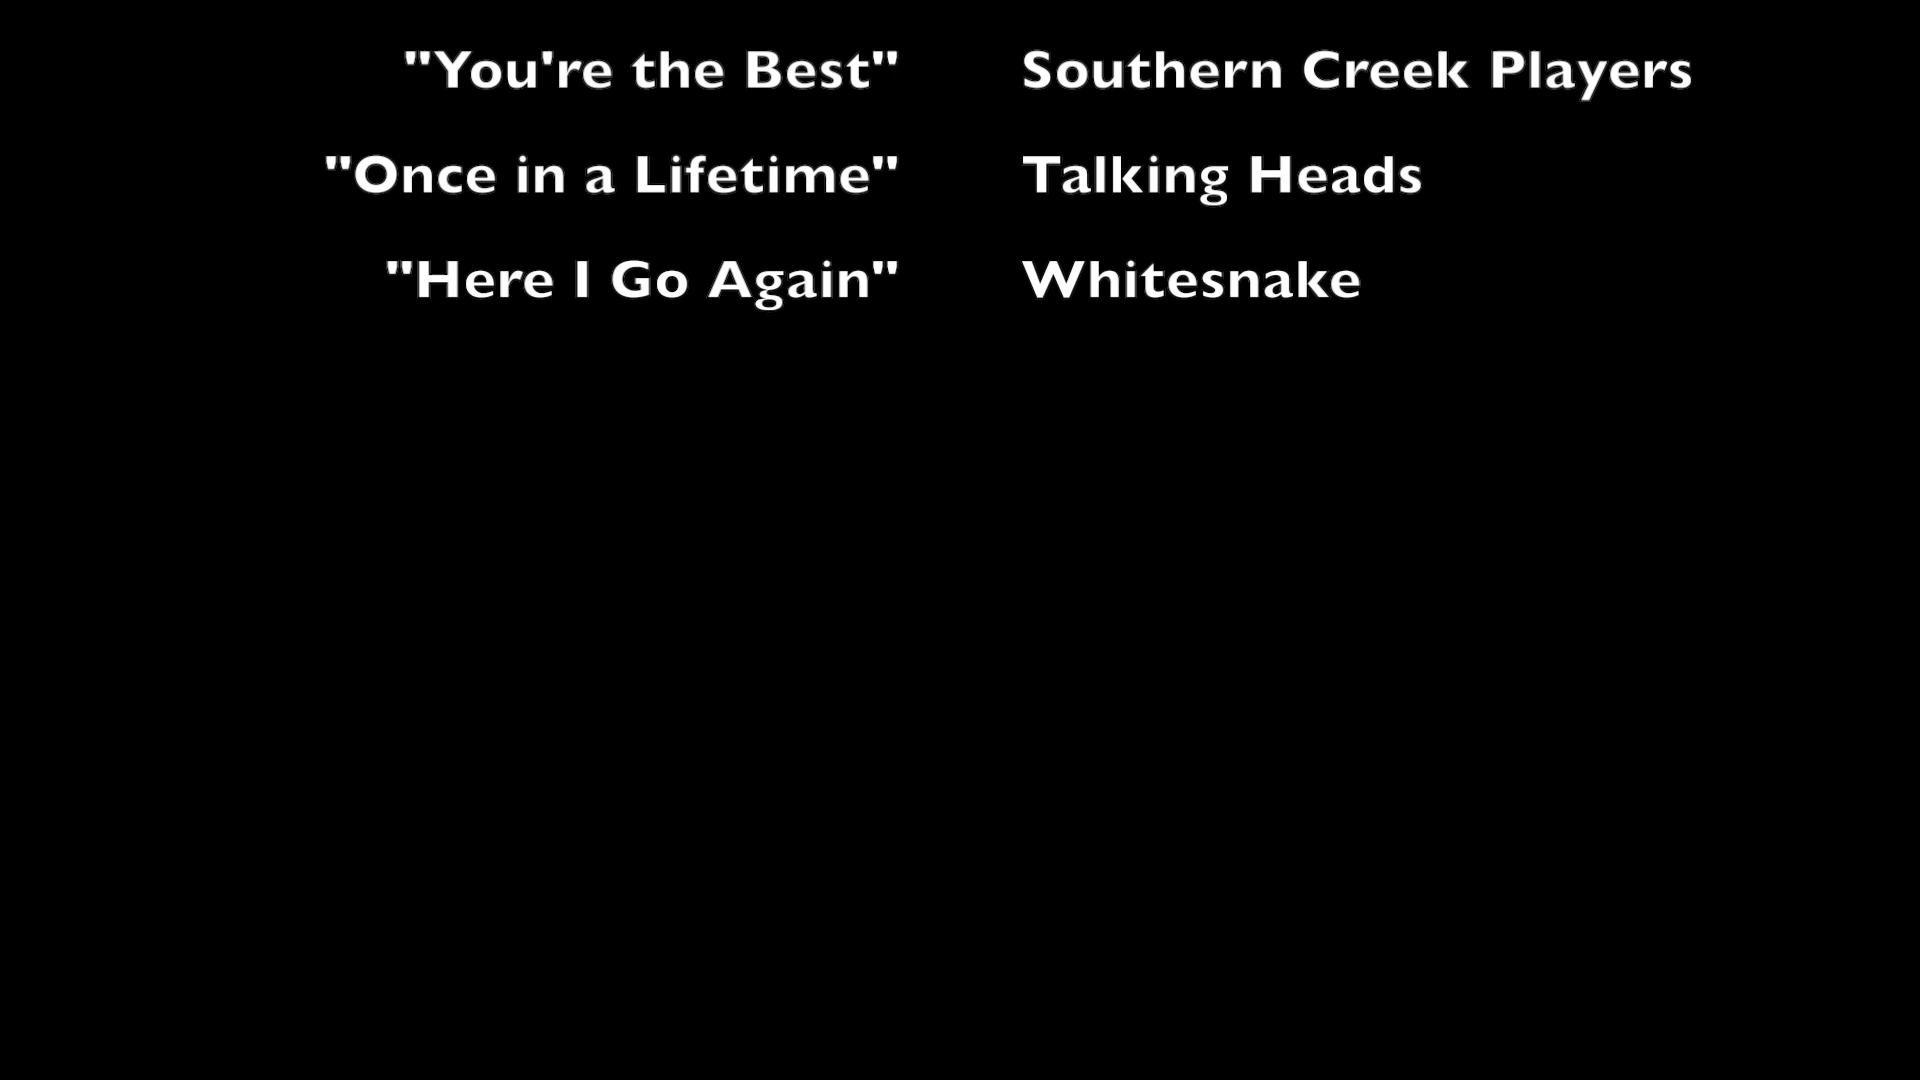 "You're the Best" Southern Creek Players
"Once in a Lifetime" Talking Heads
"Here I Go Again" Whitesnake